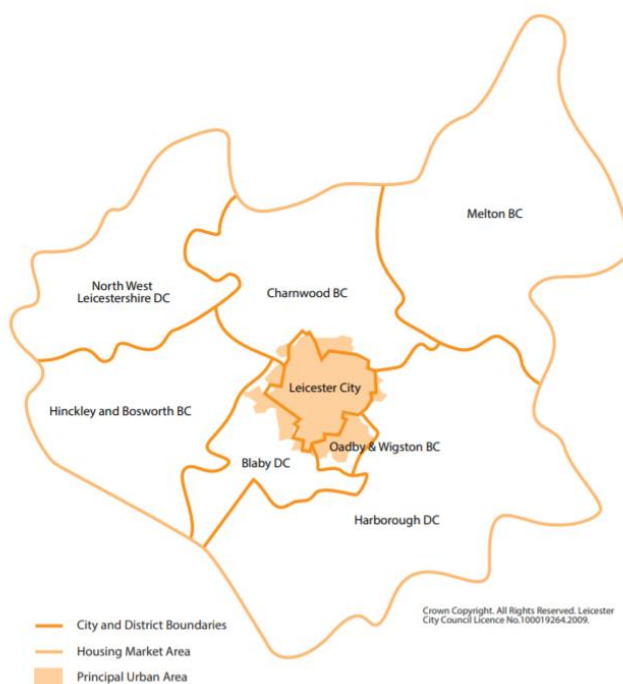 Melton BC
North West
Leicestershire DC
Charnwood BC
Leicester City
Hinckley and Bosworth BC
Oadby & Wigston BC
Blaby DC
Harborough DC
Crown Copyright. All Rights Reserved. Leicester
City Council Licence No.100019264.2009.
City and District Boundaries
Housing Market Area
Principal Urban Area